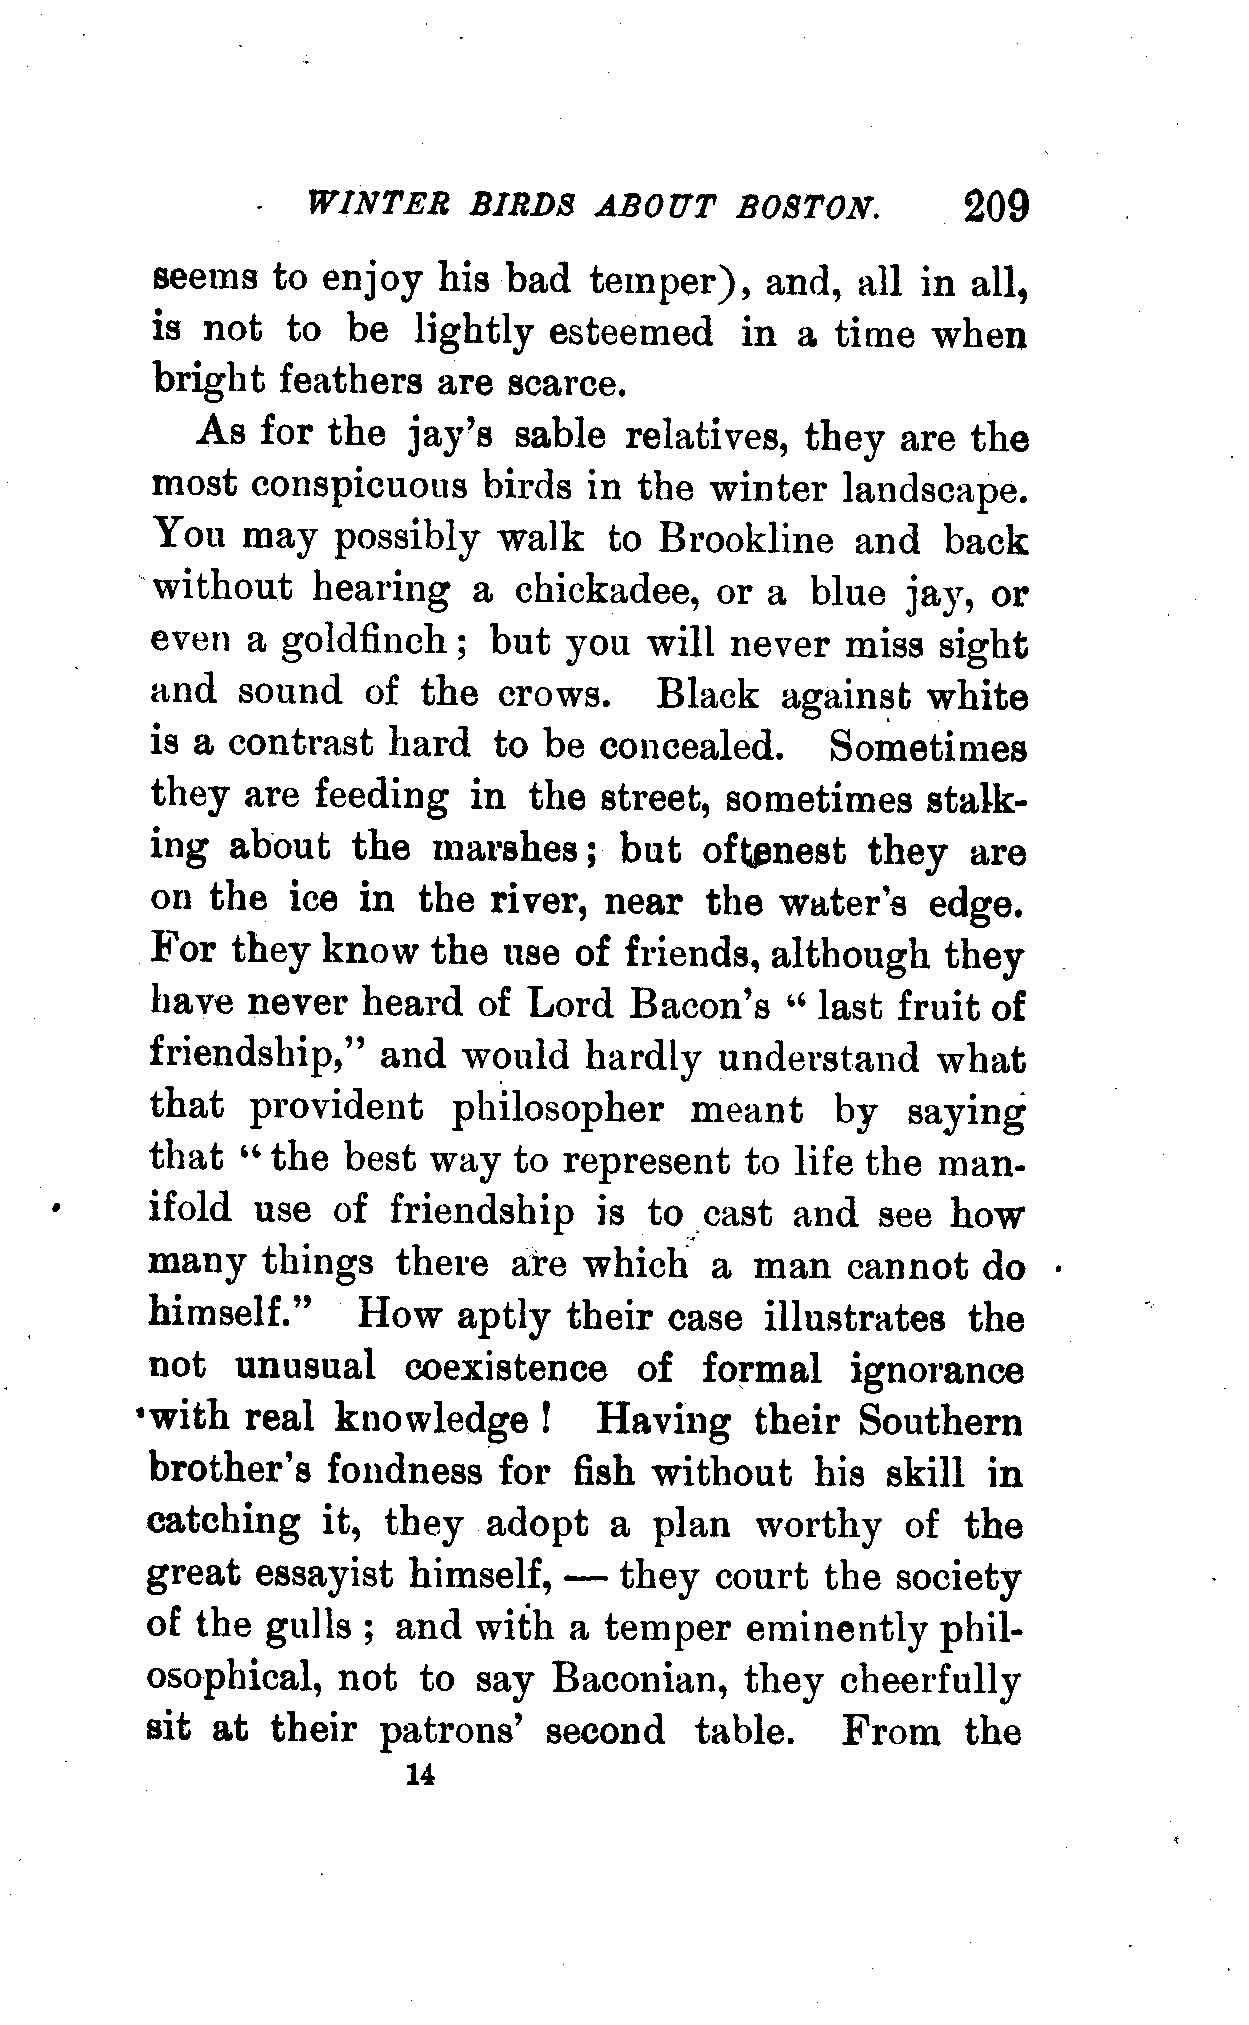 WINTER BIRDS ABOUT BOSTON. 209
seems to enjoy his bad temper), and, all in all,
is not to be lightly esteemed in a time when
bright feathers are scarce.
As for the jay's sable relatives, they are the
most conspicuous birds in the winter landscape.
You may possibly walk to Brookline and back
without hearing a chickadee, or a blue jay, or
even a goldfinch; but you will never miss sight
and sound of the crows. Black against white
is a contrast hard to be concealed. Sometimes
they are feeding in the street, sometimes stalk-
ing about the marshes; but oftenest they are
on the ice in the river, near the water's edge.
For they know the use of friends, although they
have never heard of Lord Bacon's "last fruit of
friendship," and would hardly understand what
that provident philosopher meant by saying
that "the best way to represent to life the man-
ifold use of friendship is to cast and see how
many things there are which a man cannot do
himself." How aptly their case illustrates the
not unusual coexistence of formal ignorance
with real knowledge! Having their Southern
brother's fondness for fish without his skill in
catching it, they adopt a plan worthy of the
great essayist himself, — they court the society
of the gulls; and with a temper eminently phil-
osophical, not to say Baconian, they cheerfully
sit at their patrons' second table. From the
14